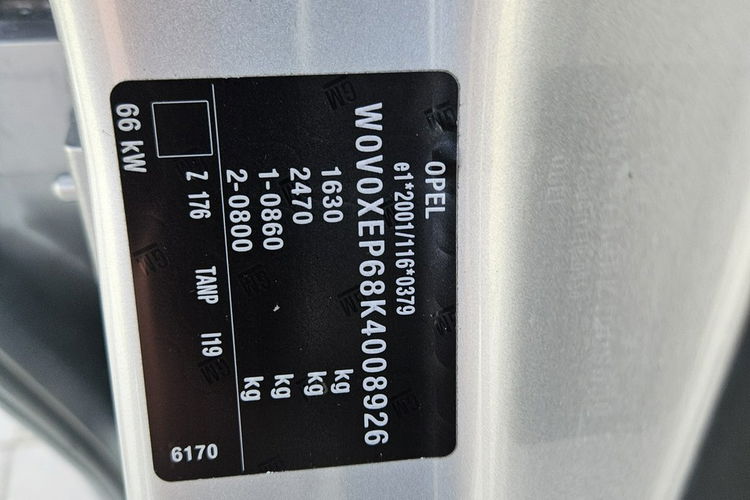 OPEL
e1*2001/116*0379
W0V0XEP68K4008926
1630 kg
2470 kg
1-0860 kg
2-0800 kg
Z 176 TANP I19
66 kW
6170
GM